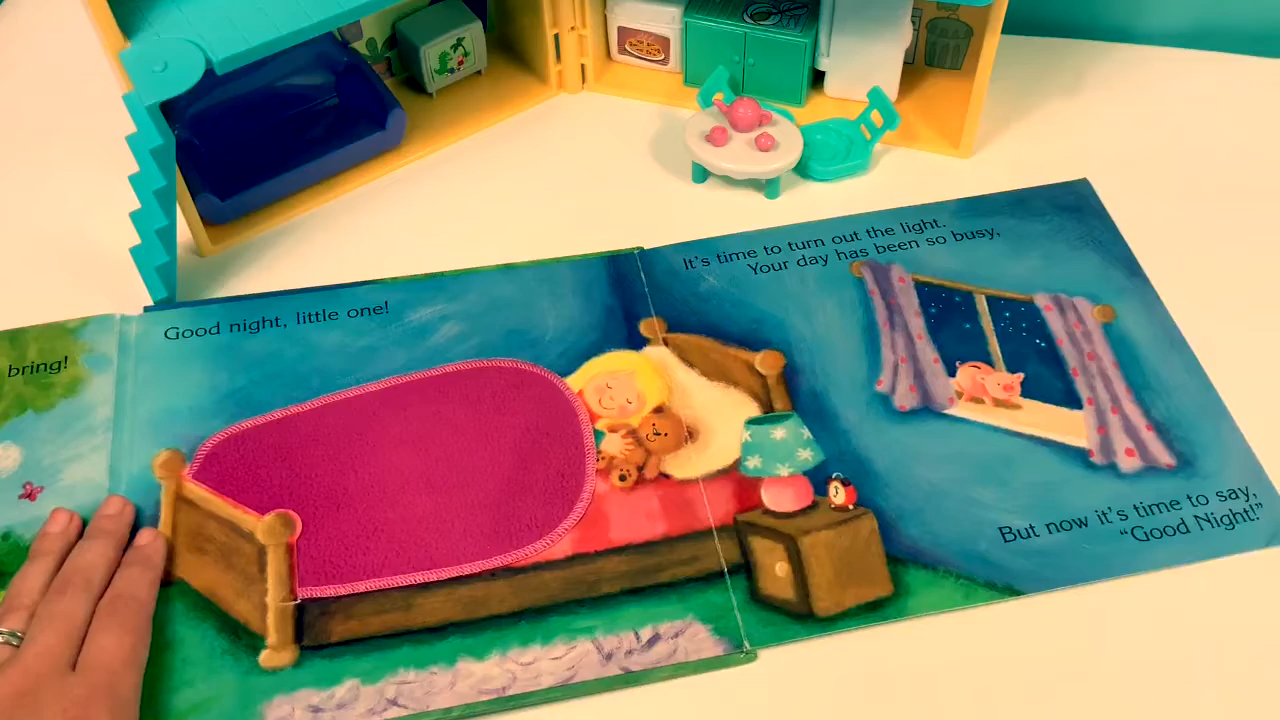 bring!
Good night, little one!
It's time to turn out the light.
Your day has been so busy,
But now it's time to say,
"Good Night!"